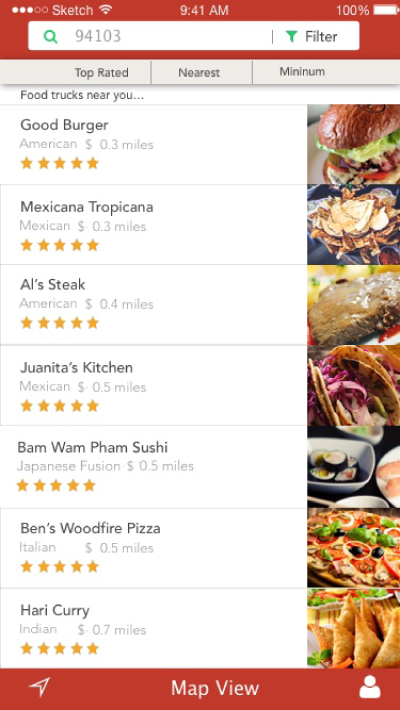 Sketch 9:41 AM 100%
94103 | Filter
Top Rated Nearest Mininum
Food trucks near you...
Good Burger
American $ 0.3 miles
Mexicana Tropicana
Mexican $· 0.3 miles
Al's Steak
American $ 0.4 miles
Juanita's Kitchen
Mexican $· 0.5 miles
Bam Wam Pham Sushi
Japanese Fusion·$ 0.5 miles
Ben's Woodfire Pizza
Italian $ 0.5 miles
Hari Curry
Indian $· 0.7 miles
Map View